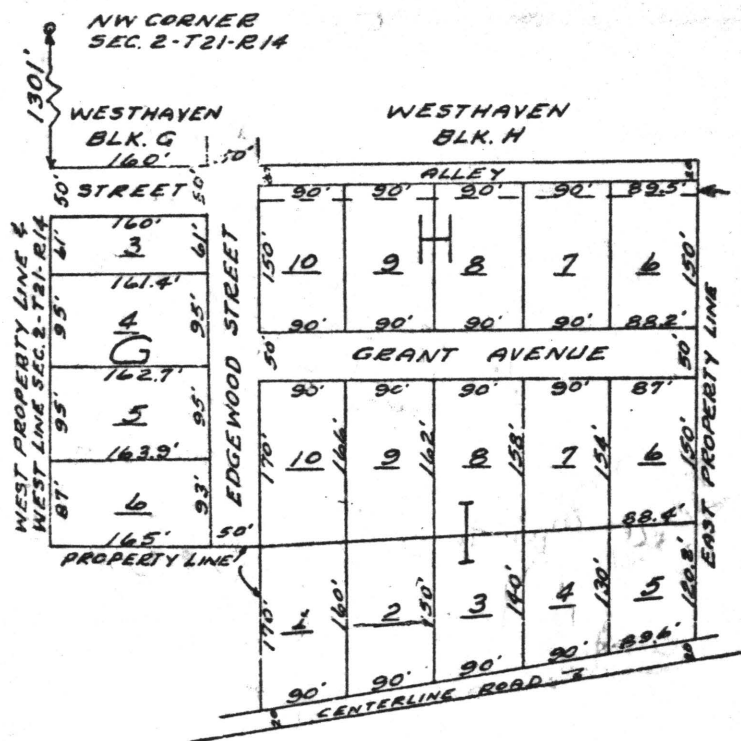 NW CORNER
SEC. 2-T21-R14
1301'
WESTHAVEN
BLK. G
160'
50'
WESTHAVEN
BLK. H
ALLEY
20
50'
STREET
50'
90' 90' 90' 90' 89.5'
160'
61' 3 61'
161.4'
95' 4 95'
G
162.7'
95' 5 95'
163.9'
87' 6 93'
165'
50'
PROPERTY LINE
WEST PROPERTY LINE &
WEST LINE SEC. 2-T21-R14
EDGEWOOD STREET
H
150' 10 9 8 7 6 150'
90' 90' 90' 90' 88.2'
50' GRANT AVENUE 50'
90' 90' 90' 90' 87'
170' 10 166' 9 162' 8 158' 7 154' 6 150'
88.4'
I
170' 1 160' 2 150' 3 140' 4 130' 5 120.2'
90' 90' 90' 90' 89.6'
20 CENTERLINE ROAD 20
EAST PROPERTY LINE